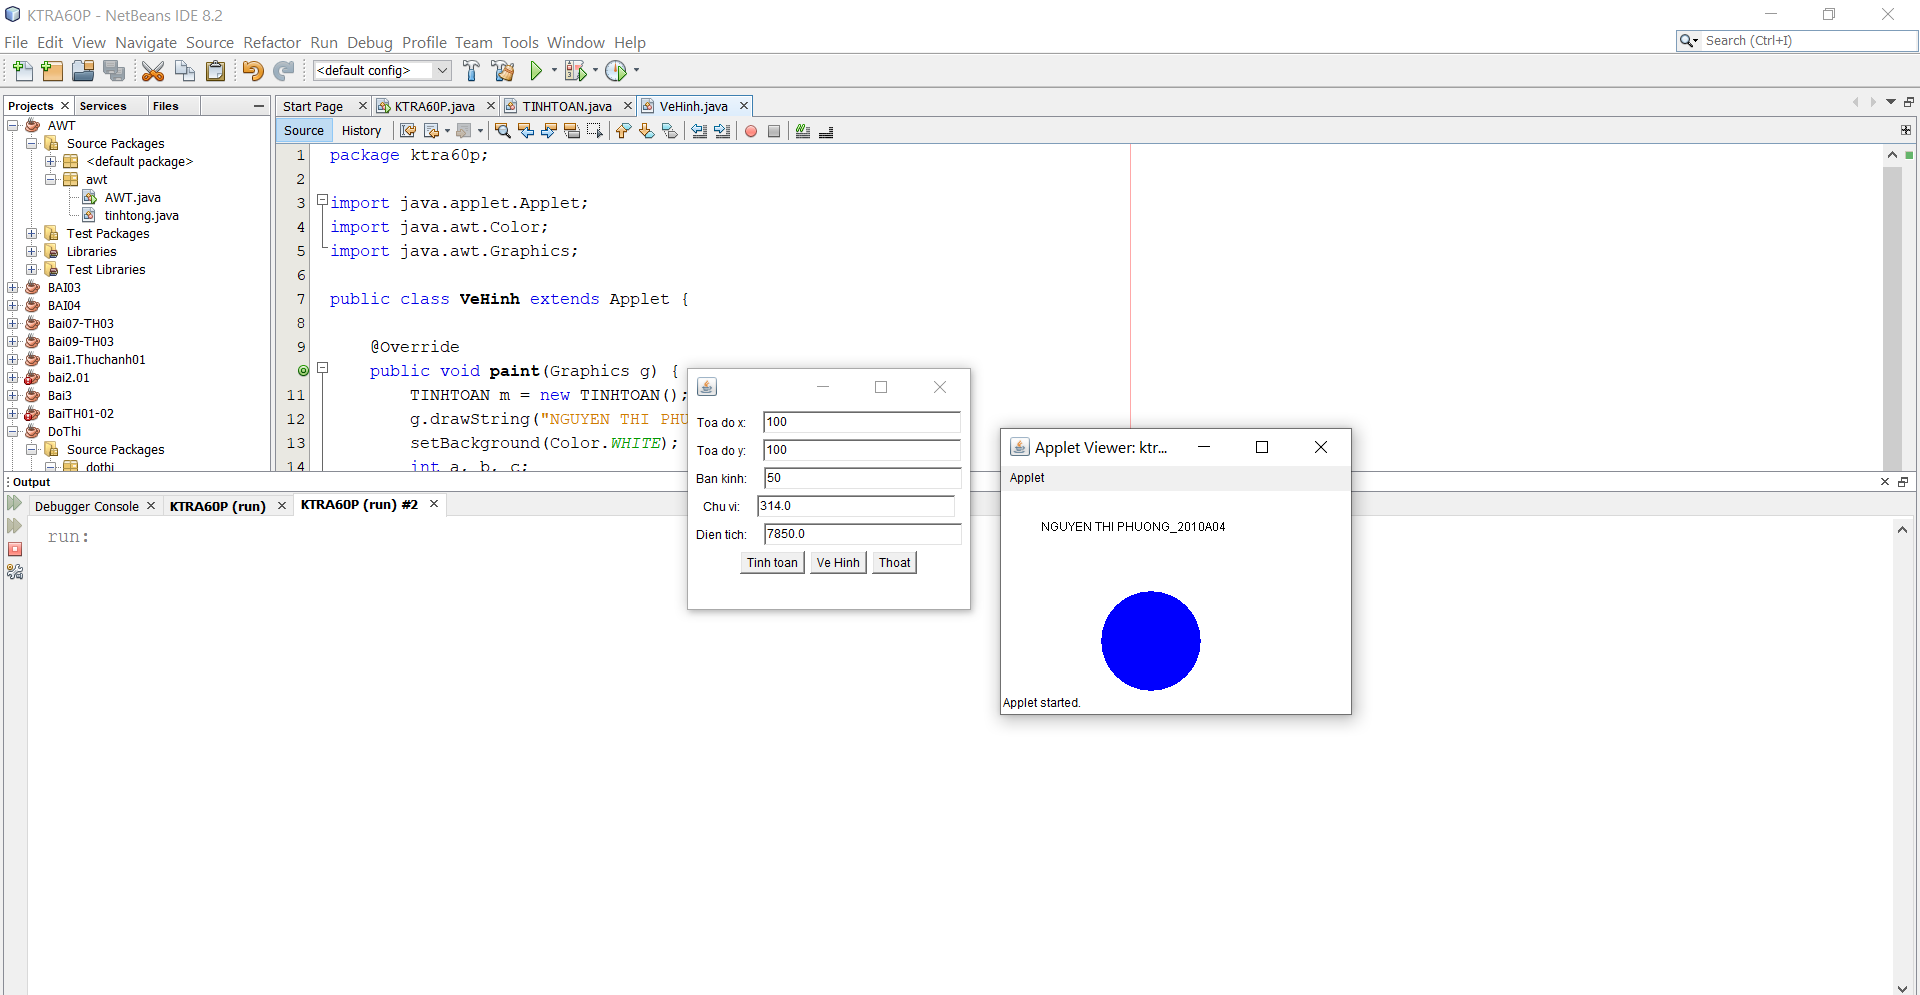 KTRA60P - NetBeans IDE 8.2
File Edit View Navigate Source Refactor Run Debug Profile Team Tools Window Help
Search (Ctrl+I)
<default config>
Projects Services Files
Start Page KTRA60P.java TINHTOAN.java VeHinh.java
Source History
AWT
Source Packages
<default package>
awt
AWT.java
tinhtong.java
Test Packages
Libraries
Test Libraries
BAI03
BAI04
Bai07-TH03
Bai09-TH03
Bai1.Thuchanh01
bai2.01
Bai3
BaiTH01-02
DoThi
Source Packages
dothi
1 package ktra60p;
2
3 import java.applet.Applet;
4 import java.awt.Color;
5 import java.awt.Graphics;
6
7 public class VeHinh extends Applet {
8
9 @Override
public void paint(Graphics g) {
11 TINHTOAN m = new TINHTOAN();
12 g.drawString("NGUYEN THI PHU
13 setBackground(Color.WHITE);
14 int a, b, c;
Output
Debugger Console KTRA60P (run) KTRA60P (run) #2
run:
Toa do x: 100
Toa do y: 100
Ban kinh: 50
Chu vi: 314.0
Dien tich: 7850.0
Tinh toan Ve Hinh Thoat
Applet Viewer: ktr...
Applet
NGUYEN THI PHUONG_2010A04
Applet started.